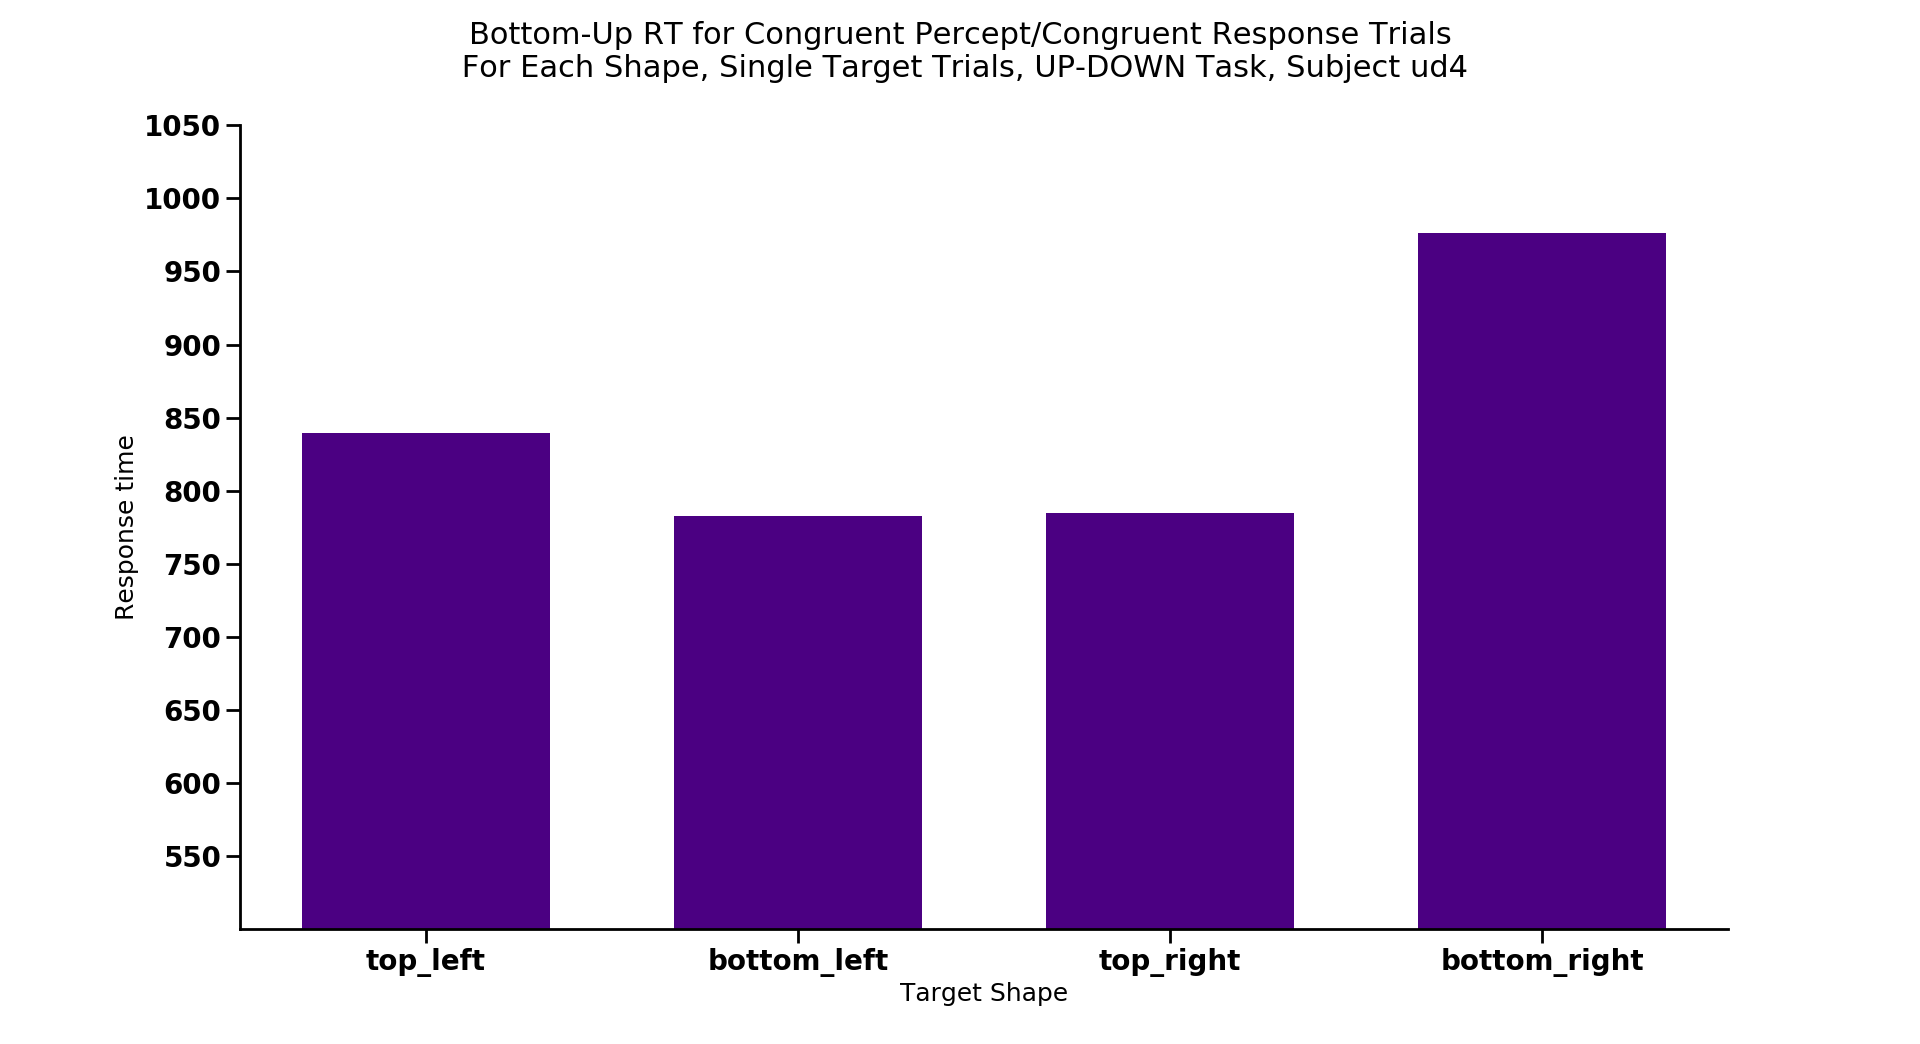 Bottom-Up RT for Congruent Percept/Congruent Response Trials
For Each Shape, Single Target Trials, UP-DOWN Task, Subject ud4
1050
1000
950
900
850
800
750
700
650
600
550
Response time
top_left
bottom_left
top_right
bottom_right
Target Shape